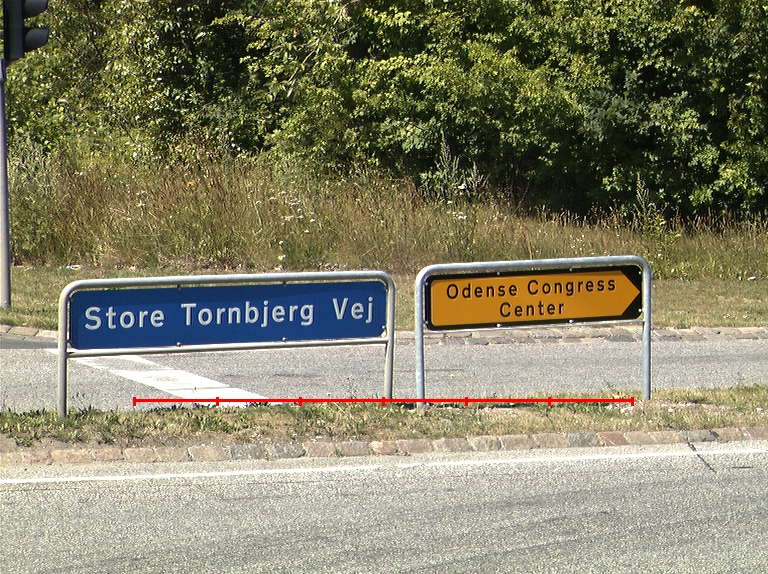 Store Tornbjerg Vej
Odense Congress
Center